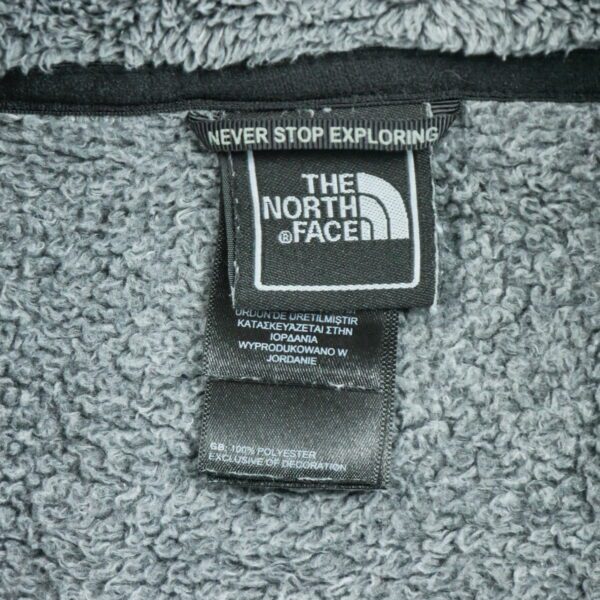 NEVER STOP EXPLORING
THE
NORTH
®FACE
ÜRDÜN'DE ÜRETİLMİŞTİR
ΚΑΤΑΣΚΕΥΑΖΕΤΑΙ ΣΤΗΝ
ΙΟΡΔΑΝΙΑ
WYPRODUKOWANO W
JORDANIE
GB: 100% POLYESTER
EXCLUSIVE OF DECORATION